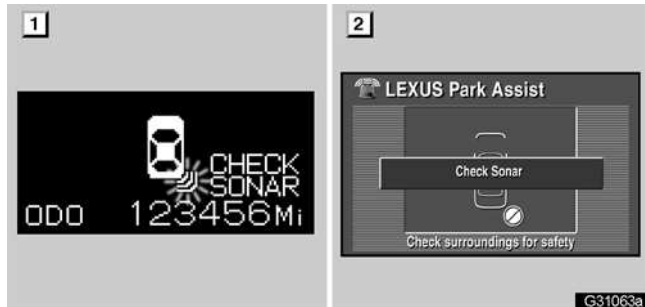 1
CHECK
SONAR
ODO 123456Mi
2
LEXUS Park Assist
Check Sonar
Check surroundings for safety
G31063a